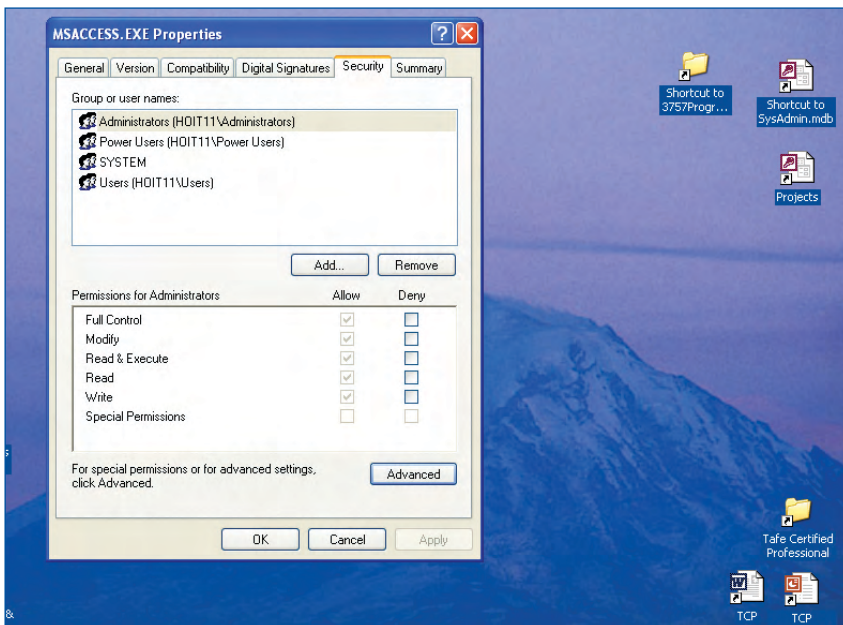 MSACCESS.EXE Properties
General Version Compatibility Digital Signatures Security Summary
Group or user names:
Administrators (HOIT11\Administrators)
Power Users (HOIT11\Power Users)
SYSTEM
Users (HOIT11\Users)
Add... Remove
Permissions for Administrators Allow Deny
Full Control
Modify
Read & Execute
Read
Write
Special Permissions
For special permissions or for advanced settings,
click Advanced.
Advanced
OK Cancel Apply
Shortcut to
3757Progr...
Shortcut to
SysAdmin.mdb
Projects
Tafe Certified
Professional
TCP
TCP
s
&